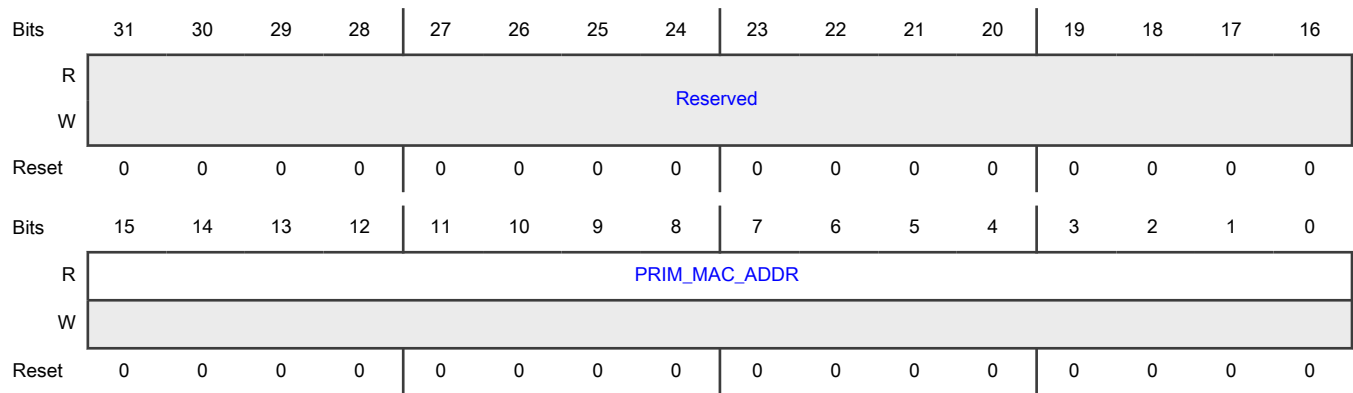 Bits 31 30 29 28 27 26 25 24 23 22 21 20 19 18 17 16
R
Reserved
W
Reset 0 0 0 0 0 0 0 0 0 0 0 0 0 0 0 0
Bits 15 14 13 12 11 10 9 8 7 6 5 4 3 2 1 0
R PRIM_MAC_ADDR
W
Reset 0 0 0 0 0 0 0 0 0 0 0 0 0 0 0 0